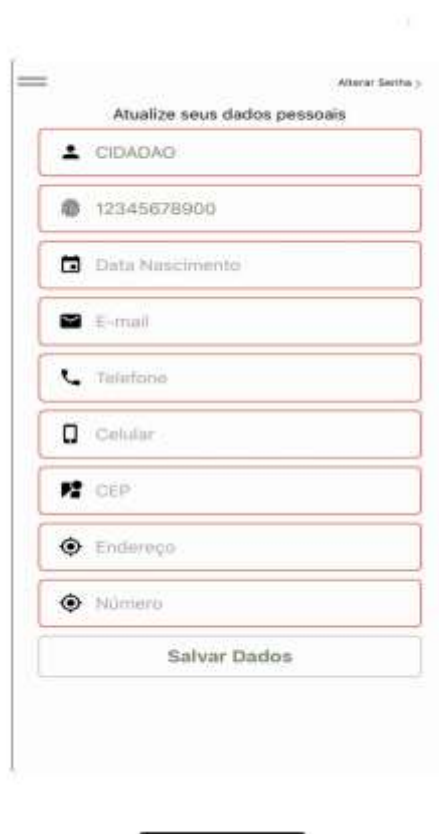 Alterar Senha >
Atualize seus dados pessoais
CIDADAO
12345678900
Data Nascimento
E-mail
Telefone
Celular
CEP
Endereço
Número
Salvar Dados